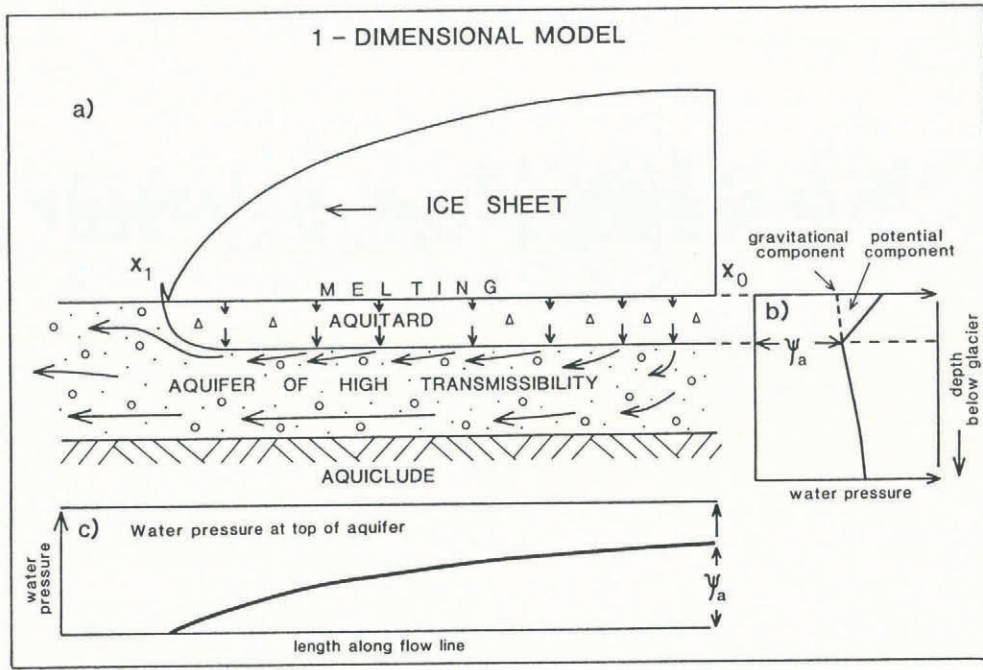 1 - DIMENSIONAL MODEL
a)
ICE SHEET
X₁
X₀
MELTING
AQUITARD
AQUIFER OF HIGH TRANSMISSIBILITY
AQUICLUDE
gravitational
component
potential
component
b)
ψₐ
depth
below glacier
water pressure
c)
Water pressure at top of aquifer
water
pressure
ψₐ
length along flow line